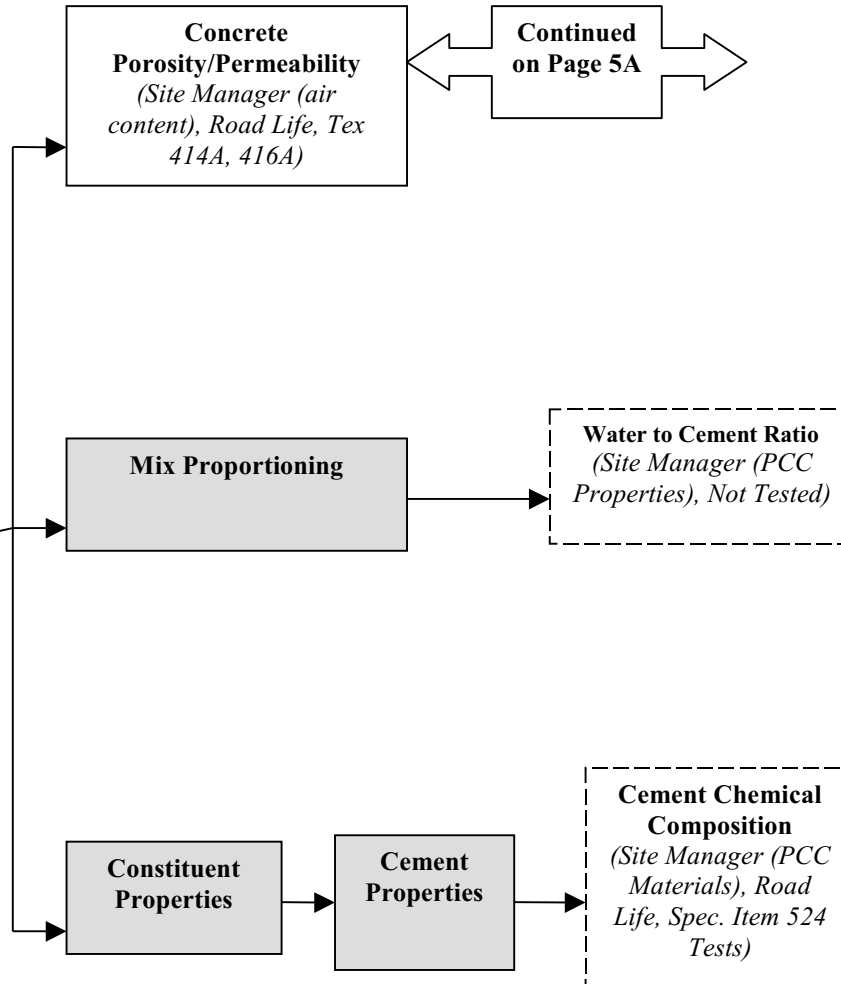 Concrete
Porosity/Permeability
(Site Manager (air
content), Road Life, Tex
414A, 416A)
Continued
on Page 5A
Mix Proportioning
Water to Cement Ratio
(Site Manager (PCC
Properties), Not Tested)
Constituent
Properties
Cement
Properties
Cement Chemical
Composition
(Site Manager (PCC
Materials), Road
Life, Spec. Item 524
Tests)